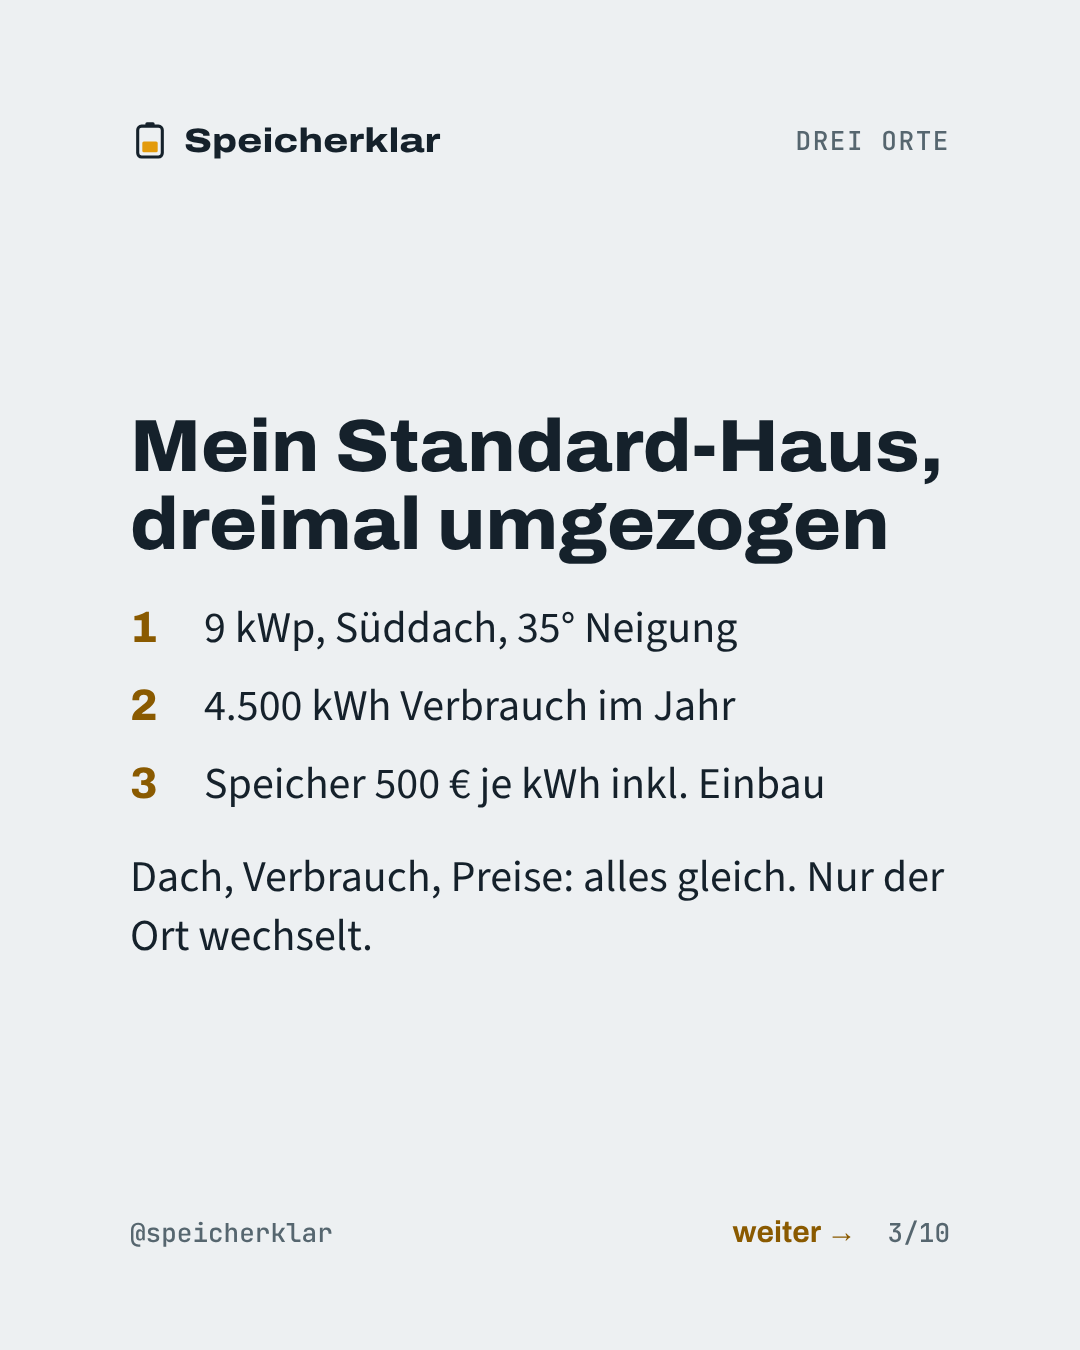 Speicherklar
DREI ORTE
Mein Standard-Haus,
dreimal umgezogen
1 9 kWp, Süddach, 35° Neigung
2 4.500 kWh Verbrauch im Jahr
3 Speicher 500 € je kWh inkl. Einbau
Dach, Verbrauch, Preise: alles gleich. Nur der
Ort wechselt.
@speicherklar
weiter → 3/10